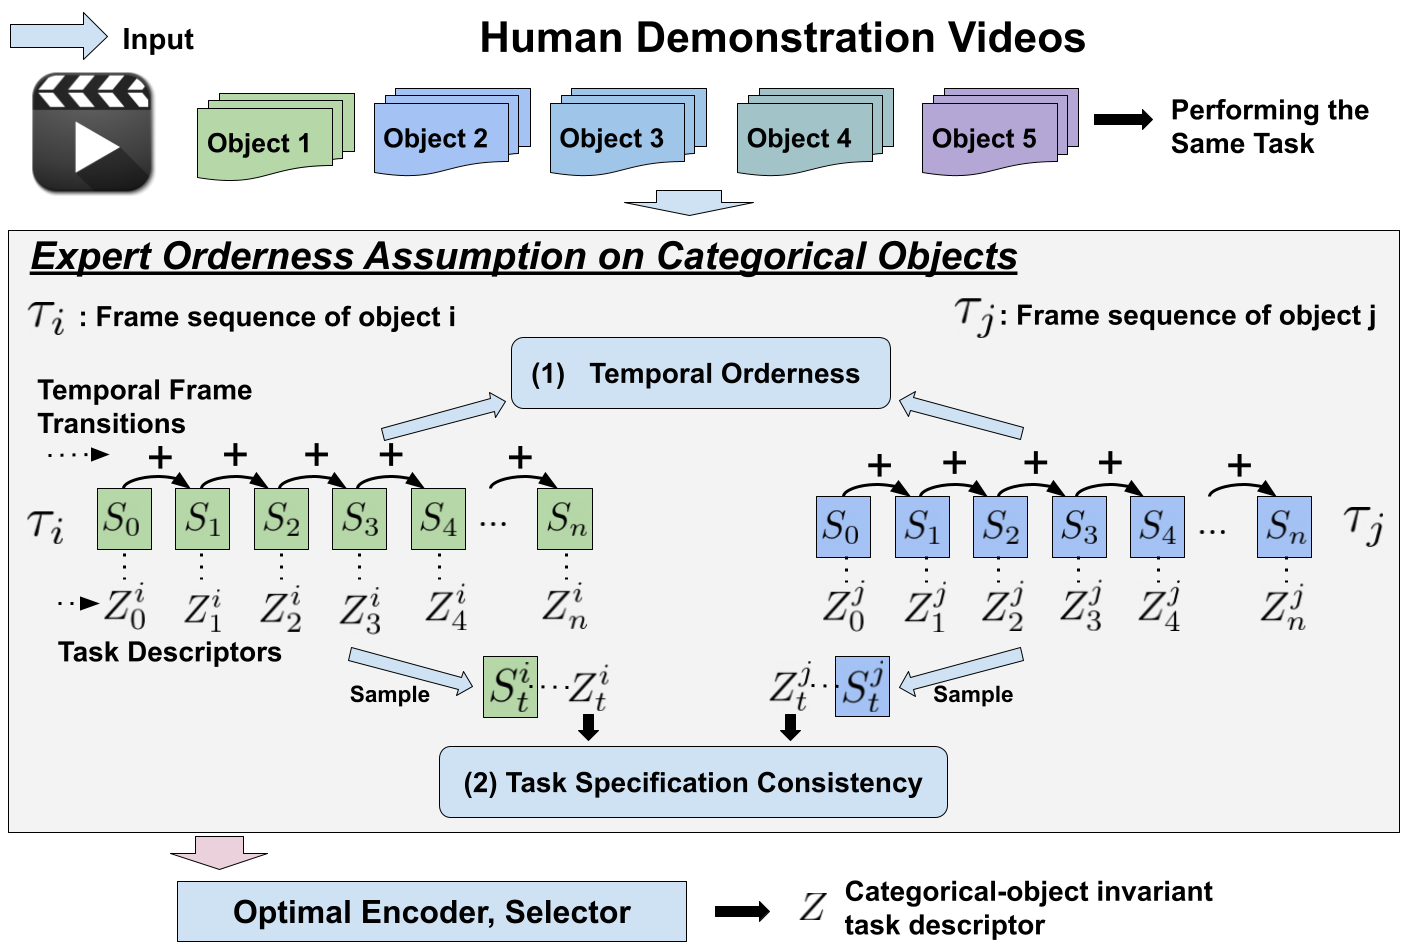 Input
Human Demonstration Videos
Object 1
Object 2
Object 3
Object 4
Object 5
Performing the
Same Task
Expert Orderness Assumption on Categorical Objects
τ_i : Frame sequence of object i
τ_j : Frame sequence of object j
(1) Temporal Orderness
Temporal Frame
Transitions
+ + + + +
+ + + + +
τ_i S_0 S_1 S_2 S_3 S_4 ... S_n
S_0 S_1 S_2 S_3 S_4 ... S_n τ_j
Z_0^i Z_1^i Z_2^i Z_3^i Z_4^i Z_n^i
Z_0^j Z_1^j Z_2^j Z_3^j Z_4^j Z_n^j
Task Descriptors
Sample
S_t^i Z_t^i
Z_t^j S_t^j
Sample
(2) Task Specification Consistency
Optimal Encoder, Selector
Z Categorical-object invariant
task descriptor